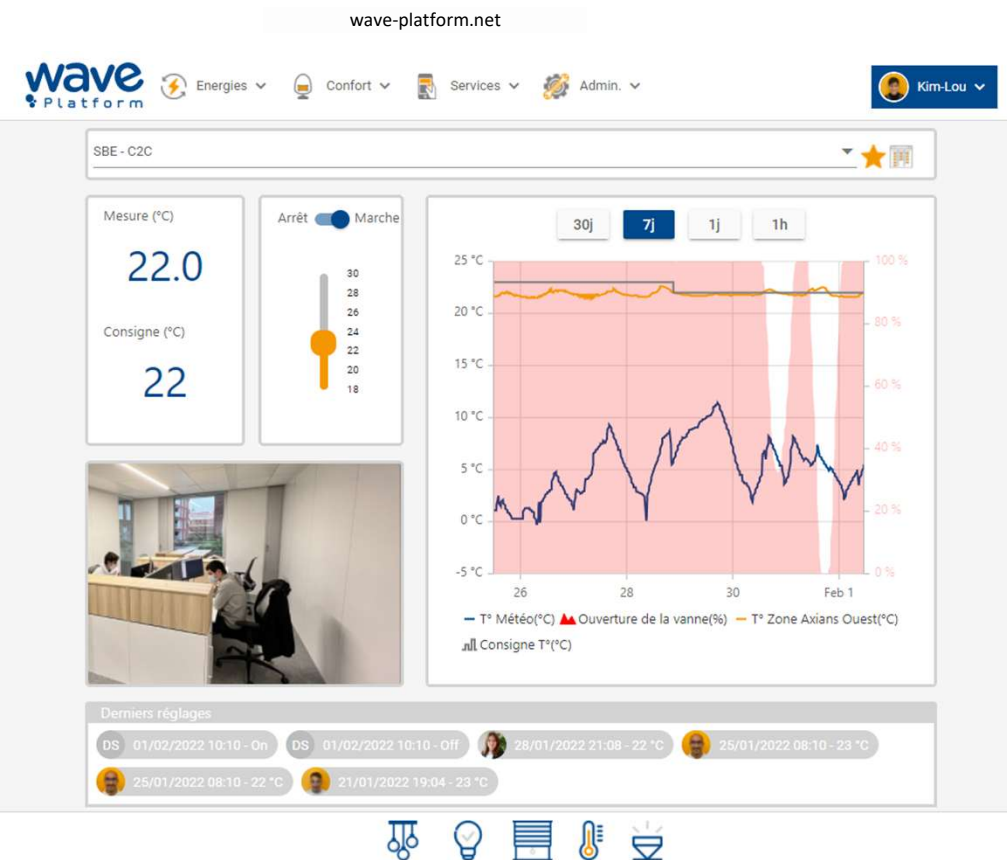 wave-platform.net
wave
Platform
Energies
Confort
Services
Admin.
Kim-Lou
SBE - C2C
Mesure (°C)
22.0
Consigne (°C)
22
Arrêt Marche
30
28
26
24
22
20
18
30j 7j 1j 1h
25 °C 100 %
20 °C 80 %
15 °C 60 %
10 °C 40 %
5 °C 20 %
0 °C 0 %
-5 °C
26 28 30 Feb 1
T° Météo(°C) Ouverture de la vanne(%) T° Zone Axians Ouest(°C)
Consigne T°(°C)
Derniers réglages
DS 01/02/2022 10:10 - On DS 01/02/2022 10:10 - Off 28/01/2022 21:08 - 22 °C 25/01/2022 08:10 - 23 °C
25/01/2022 08:10 - 22 °C 21/01/2022 19:04 - 23 °C